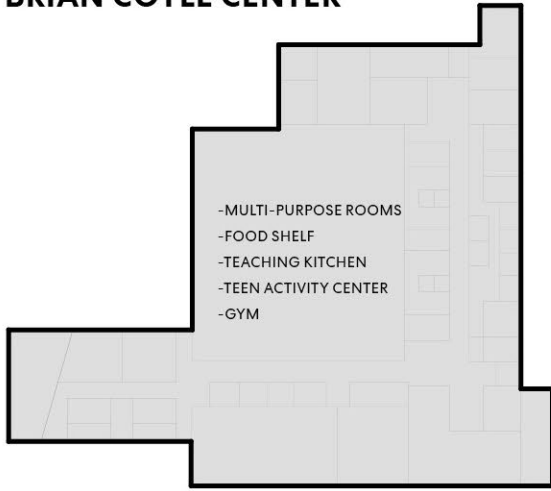 BRIAN COYLE CENTER
-MULTI-PURPOSE ROOMS
-FOOD SHELF
-TEACHING KITCHEN
-TEEN ACTIVITY CENTER
-GYM